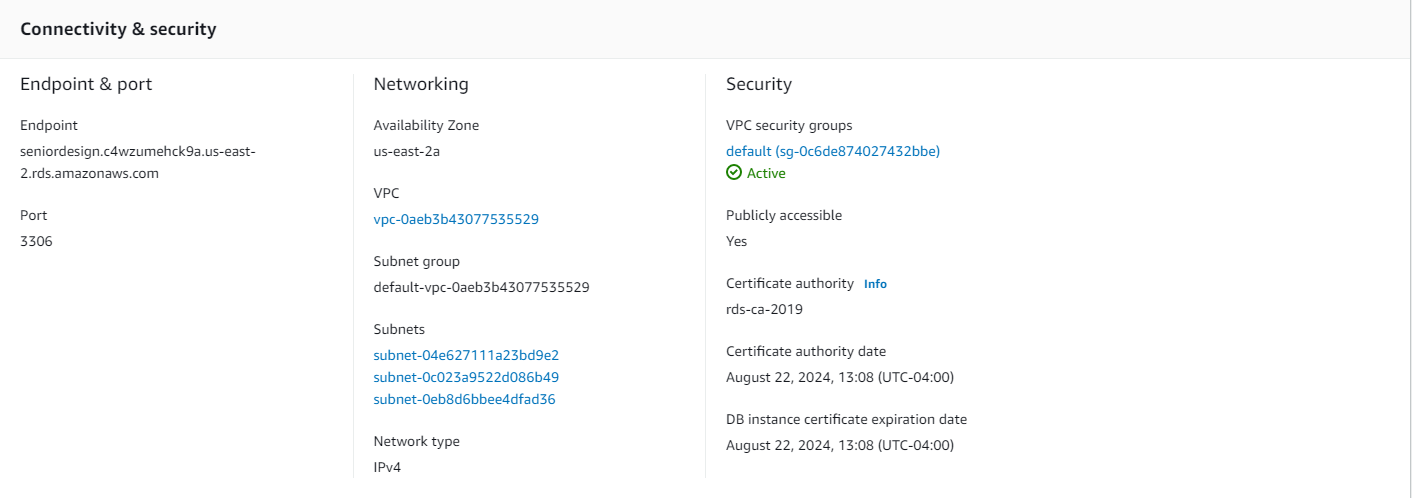 Connectivity & security
Endpoint & port
Endpoint
seniordesign.c4wzumehck9a.us-east-
2.rds.amazonaws.com
Port
3306
Networking
Availability Zone
us-east-2a
VPC
vpc-0aeb3b43077535529
Subnet group
default-vpc-0aeb3b43077535529
Subnets
subnet-04e627111a23bd9e2
subnet-0c023a9522d086b49
subnet-0eb8d6bbee4dfad36
Network type
IPv4
Security
VPC security groups
default (sg-0c6de874027432bbe)
Active
Publicly accessible
Yes
Certificate authority Info
rds-ca-2019
Certificate authority date
August 22, 2024, 13:08 (UTC-04:00)
DB instance certificate expiration date
August 22, 2024, 13:08 (UTC-04:00)